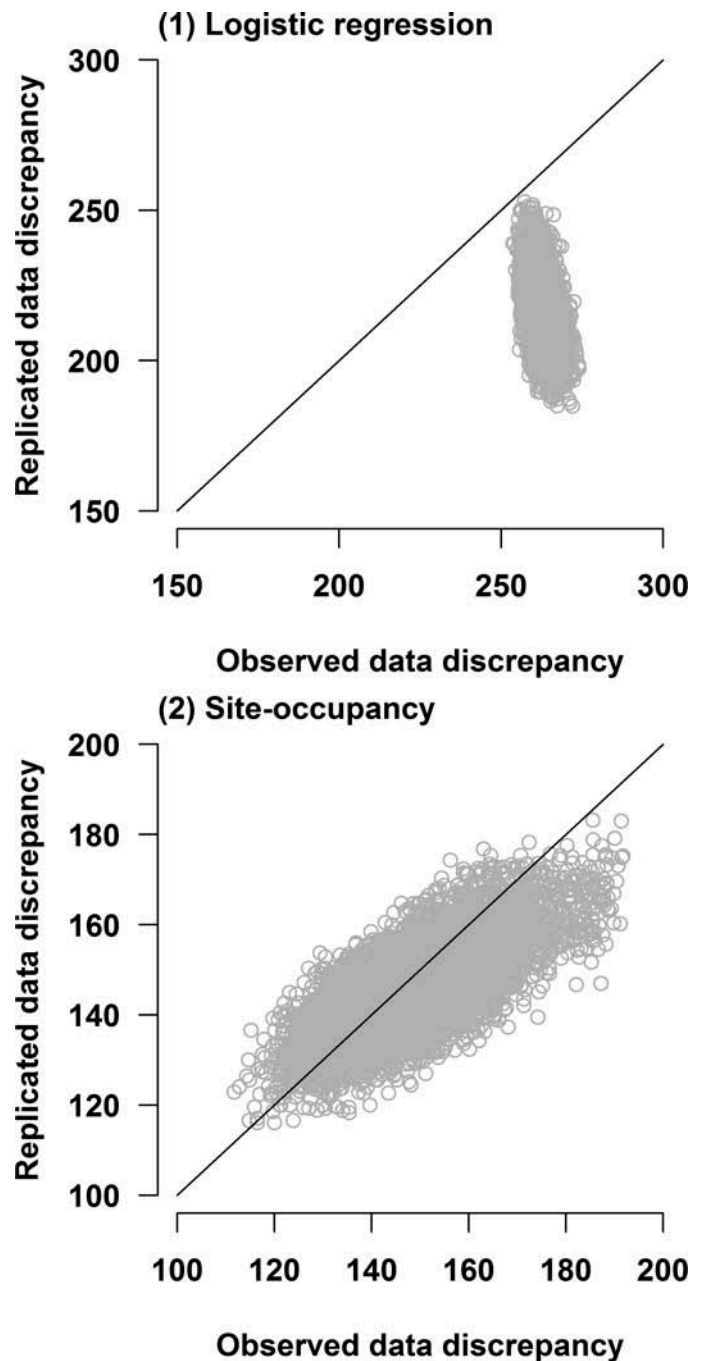 (1) Logistic regression
Replicated data discrepancy
300
250
200
150
150 200 250 300
Observed data discrepancy
(2) Site-occupancy
Replicated data discrepancy
200
180
160
140
120
100
100 120 140 160 180 200
Observed data discrepancy